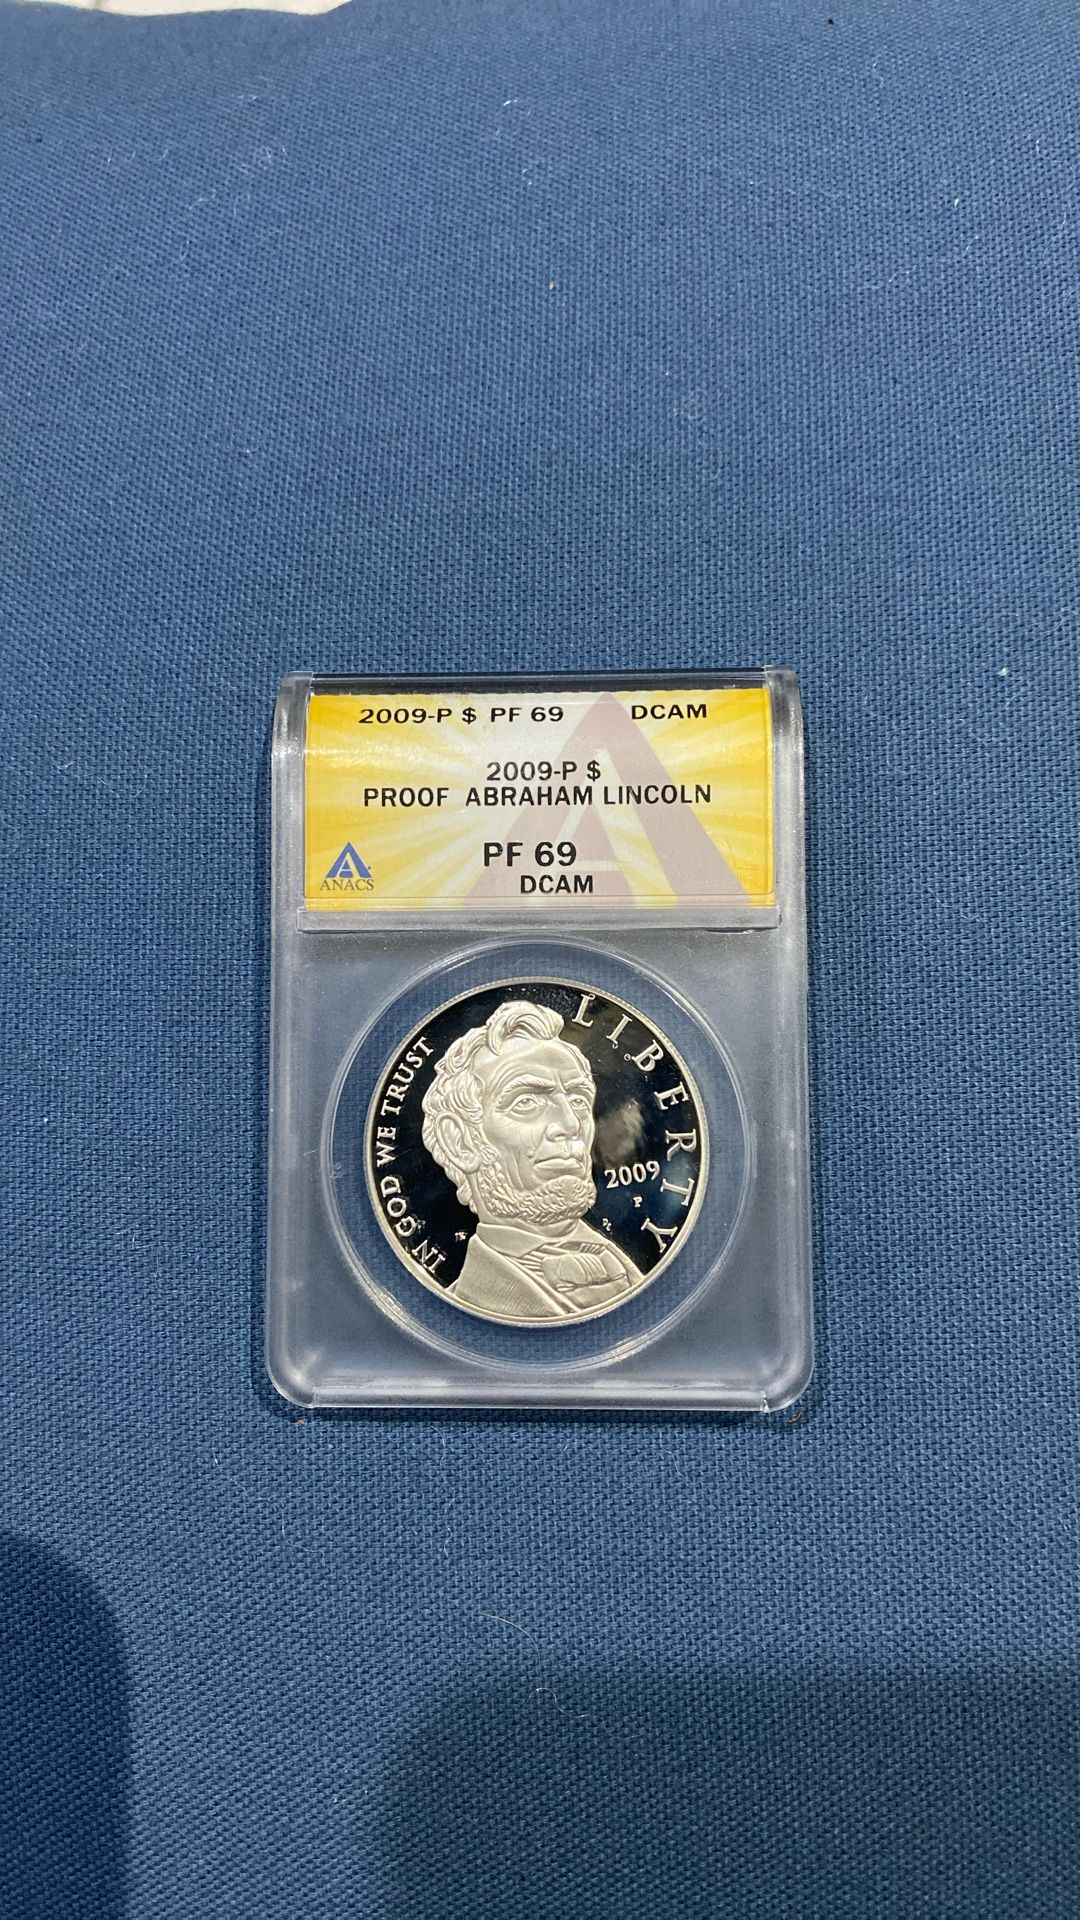 2009-P $ PF 69 DCAM
2009-P $
PROOF ABRAHAM LINCOLN
PF 69
DCAM
ANACS
IN GOD WE TRUST
LIBERTY
2009
P